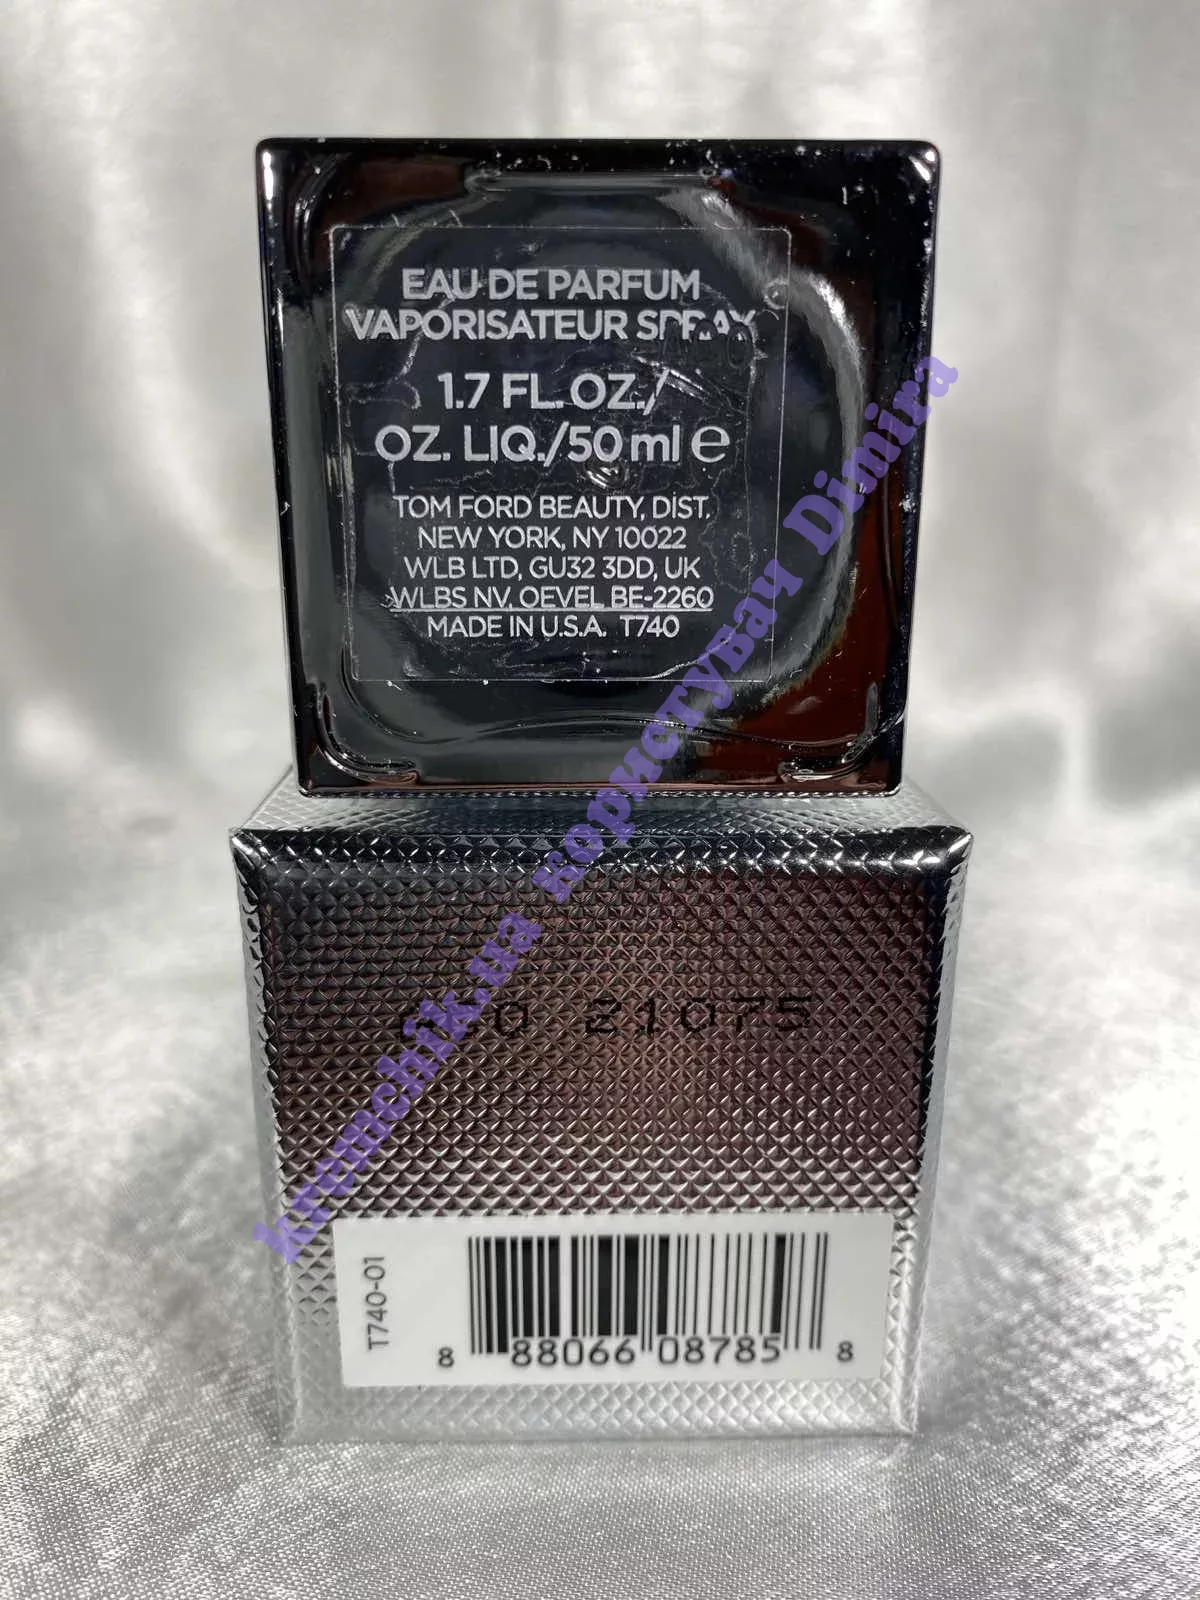 EAU DE PARFUM
VAPORISATEUR SPRAY
1.7 FL. OZ./
OZ. LIQ./50 ml ℮
TOM FORD BEAUTY, DIST.
NEW YORK, NY 10022
WLB LTD, GU32 3DD, UK
WLBS NV, OEVEL BE-2260
MADE IN U.S.A. T740
21075
T740-01
8 88066 08785 8
kremchik.ua користувач Dimira